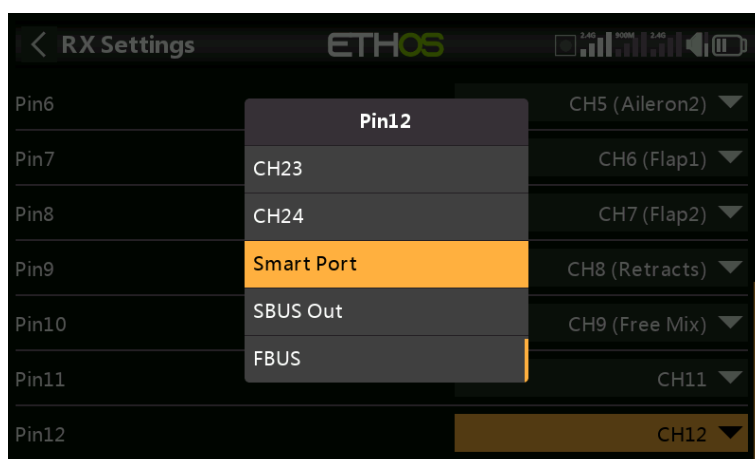 RX Settings
ETHOS
2.4G 900M 2.4G
Pin6
CH5 (Aileron2)
Pin7
CH6 (Flap1)
Pin8
CH7 (Flap2)
Pin9
CH8 (Retracts)
Pin10
CH9 (Free Mix)
Pin11
CH11
Pin12
CH12
Pin12
CH23
CH24
Smart Port
SBUS Out
FBUS